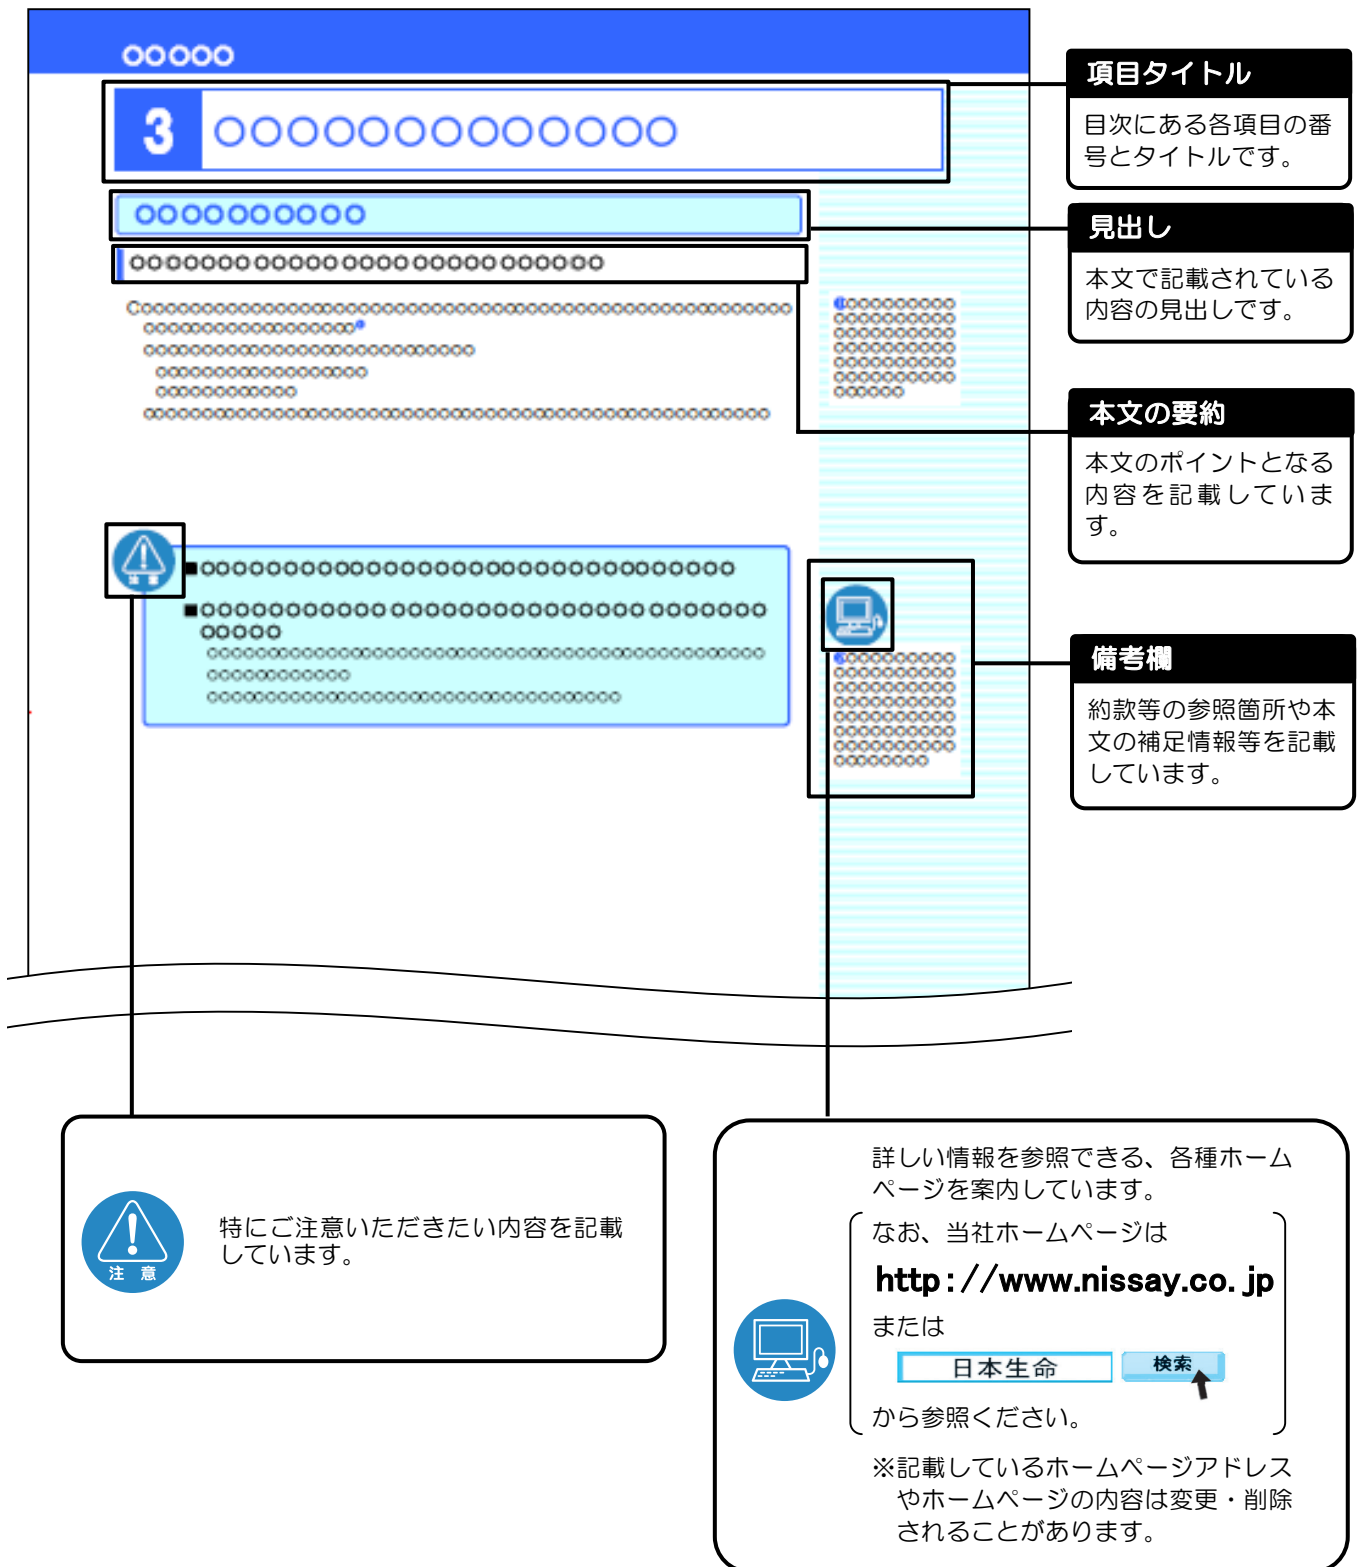 ○○○○○
項目タイトル
目次にある各項目の番
号とタイトルです。
3 ○○○○○○○○○○○○○
○○○○○○○○○○
見出し
本文で記載されている
内容の見出しです。
本文の要約
本文のポイントとなる
内容を記載していま
す。
備考欄
約款等の参照箇所や本
文の補足情報等を記載
しています。
注意
特にご注意いただきたい内容を記載
しています。
詳しい情報を参照できる、各種ホーム
ページを案内しています。
なお、当社ホームページは
http://www.nissay.co.jp
または
日本生命 検索
から参照ください。
※記載しているホームページアドレス
やホームページの内容は変更・削除
されることがあります。